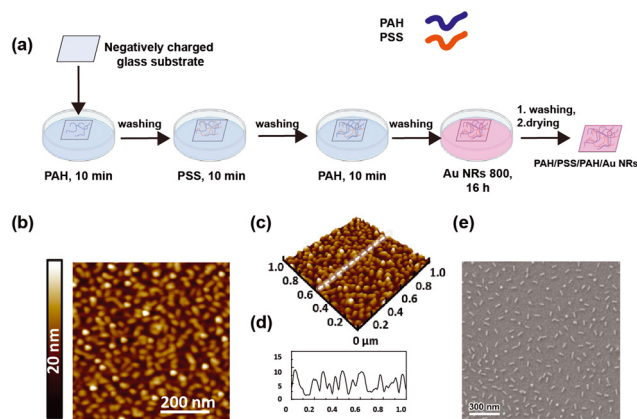 PAH
PSS
(a)
Negatively charged
glass substrate
washing
washing
washing
1. washing,
2.drying
PAH, 10 min
PSS, 10 min
PAH, 10 min
Au NRs 800,
16 h
PAH/PSS/PAH/Au NRs
(b)
20 nm
200 nm
(c)
1.0
0.8
0.6
0.4
0.2
0 µm
0.2
0.4
0.6
0.8
1.0
(d)
15
10
5
0
0
0.2
0.4
0.6
0.8
1.0
(e)
300 nm